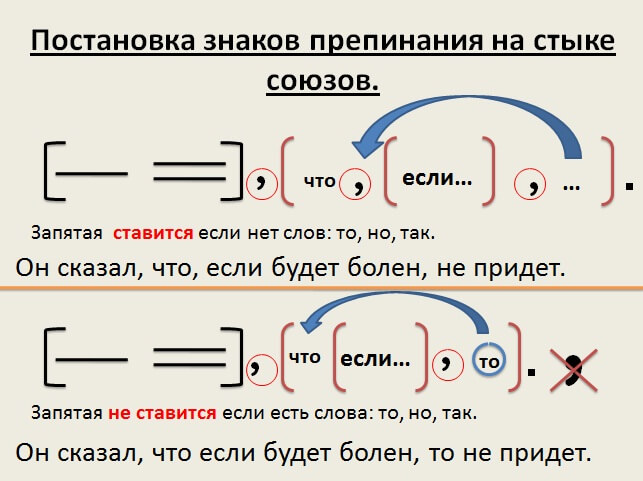 Постановка знаков препинания на стыке
союзов.
, что , если... , ... .
Запятая ставится если нет слов: то, но, так.
Он сказал, что, если будет болен, не придет.
, что если... , то . ,
Запятая не ставится если есть слова: то, но, так.
Он сказал, что если будет болен, то не придет.